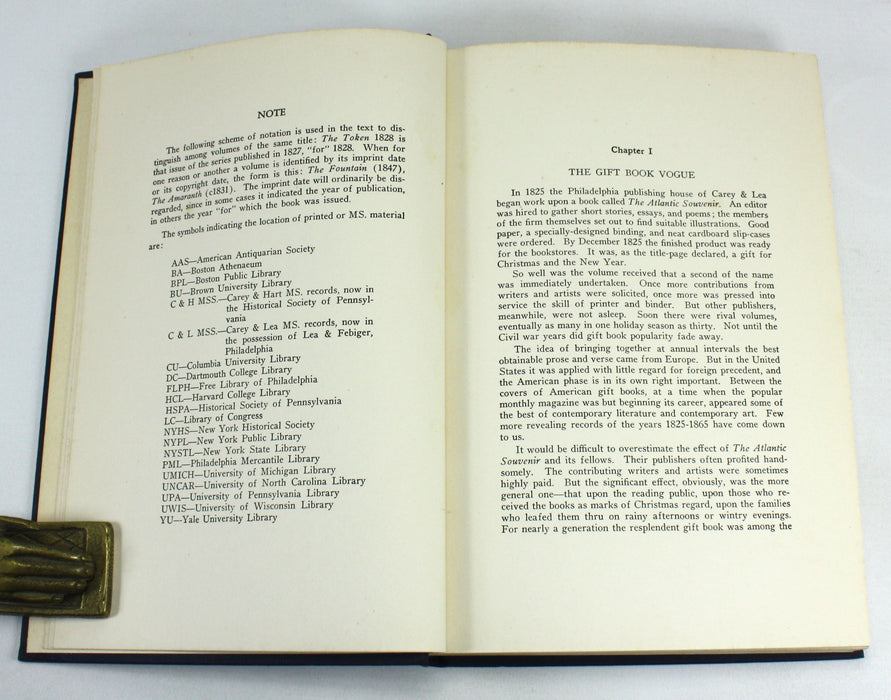 NOTE
The following scheme of notation is used in the text to dis-
tinguish among volumes of the same title: The Token 1828 is
that issue of the series published in 1827, "for" 1828. When for
one reason or another a volume is identified by its imprint date
or its copyright date, the form is this: The Fountain (1847),
The Amaranth (c1831). The imprint date will ordinarily be dis-
regarded, since in some cases it indicated the year of publication,
in others the year "for" which the book was issued.
The symbols indicating the location of printed or MS. material
are:
AAS—American Antiquarian Society
BA—Boston Athenaeum
BPL—Boston Public Library
BU—Brown University Library
C & H MSS.—Carey & Hart MS. records, now in
the Historical Society of Pennsyl-
vania
C & L MSS.—Carey & Lea MS. records, now in
the possession of Lea & Febiger,
Philadelphia
CU—Columbia University Library
DC—Dartmouth College Library
FLPH—Free Library of Philadelphia
HCL—Harvard College Library
HSPA—Historical Society of Pennsylvania
LC—Library of Congress
NYHS—New York Historical Society
NYPL—New York Public Library
NYSTL—New York State Library
PML—Philadelphia Mercantile Library
UMICH—University of Michigan Library
UNCAR—University of North Carolina Library
UPA—University of Pennsylvania Library
UWIS—University of Wisconsin Library
YU—Yale University Library
Chapter I
THE GIFT BOOK VOGUE
In 1825 the Philadelphia publishing house of Carey & Lea
began work upon a book called The Atlantic Souvenir. An editor
was hired to gather short stories, essays, and poems; the members
of the firm themselves set out to find suitable illustrations. Good
paper, a specially-designed binding, and neat cardboard slip-cases
were ordered. By December 1825 the finished product was ready
for the bookstores. It was, as the title-page declared, a gift for
Christmas and the New Year.
So well was the volume received that a second of the name
was immediately undertaken. Once more contributions from
writers and artists were solicited, once more was pressed into
service the skill of printer and binder. But other publishers,
meanwhile, were not asleep. Soon there were rival volumes,
eventually as many in one holiday season as thirty. Not until the
Civil war years did gift book popularity fade away.
The idea of bringing together at annual intervals the best
obtainable prose and verse came from Europe. But in the United
States it was applied with little regard for foreign precedent, and
the American phase is in its own right important. Between the
covers of American gift books, at a time when the popular
monthly magazine was but beginning its career, appeared some of
the best of contemporary literature and contemporary art. Few
more revealing records of the years 1825-1865 have come down
to us.
It would be difficult to overestimate the effect of The Atlantic
Souvenir and its fellows. Their publishers often profited hand-
somely. The contributing writers and artists were sometimes
highly paid. But the significant effect, obviously, was the more
general one—that upon the reading public, upon those who re-
ceived the books as marks of Christmas regard, upon the families
who leafed them thru on rainy afternoons or wintry evenings.
For nearly a generation the resplendent gift book was among the